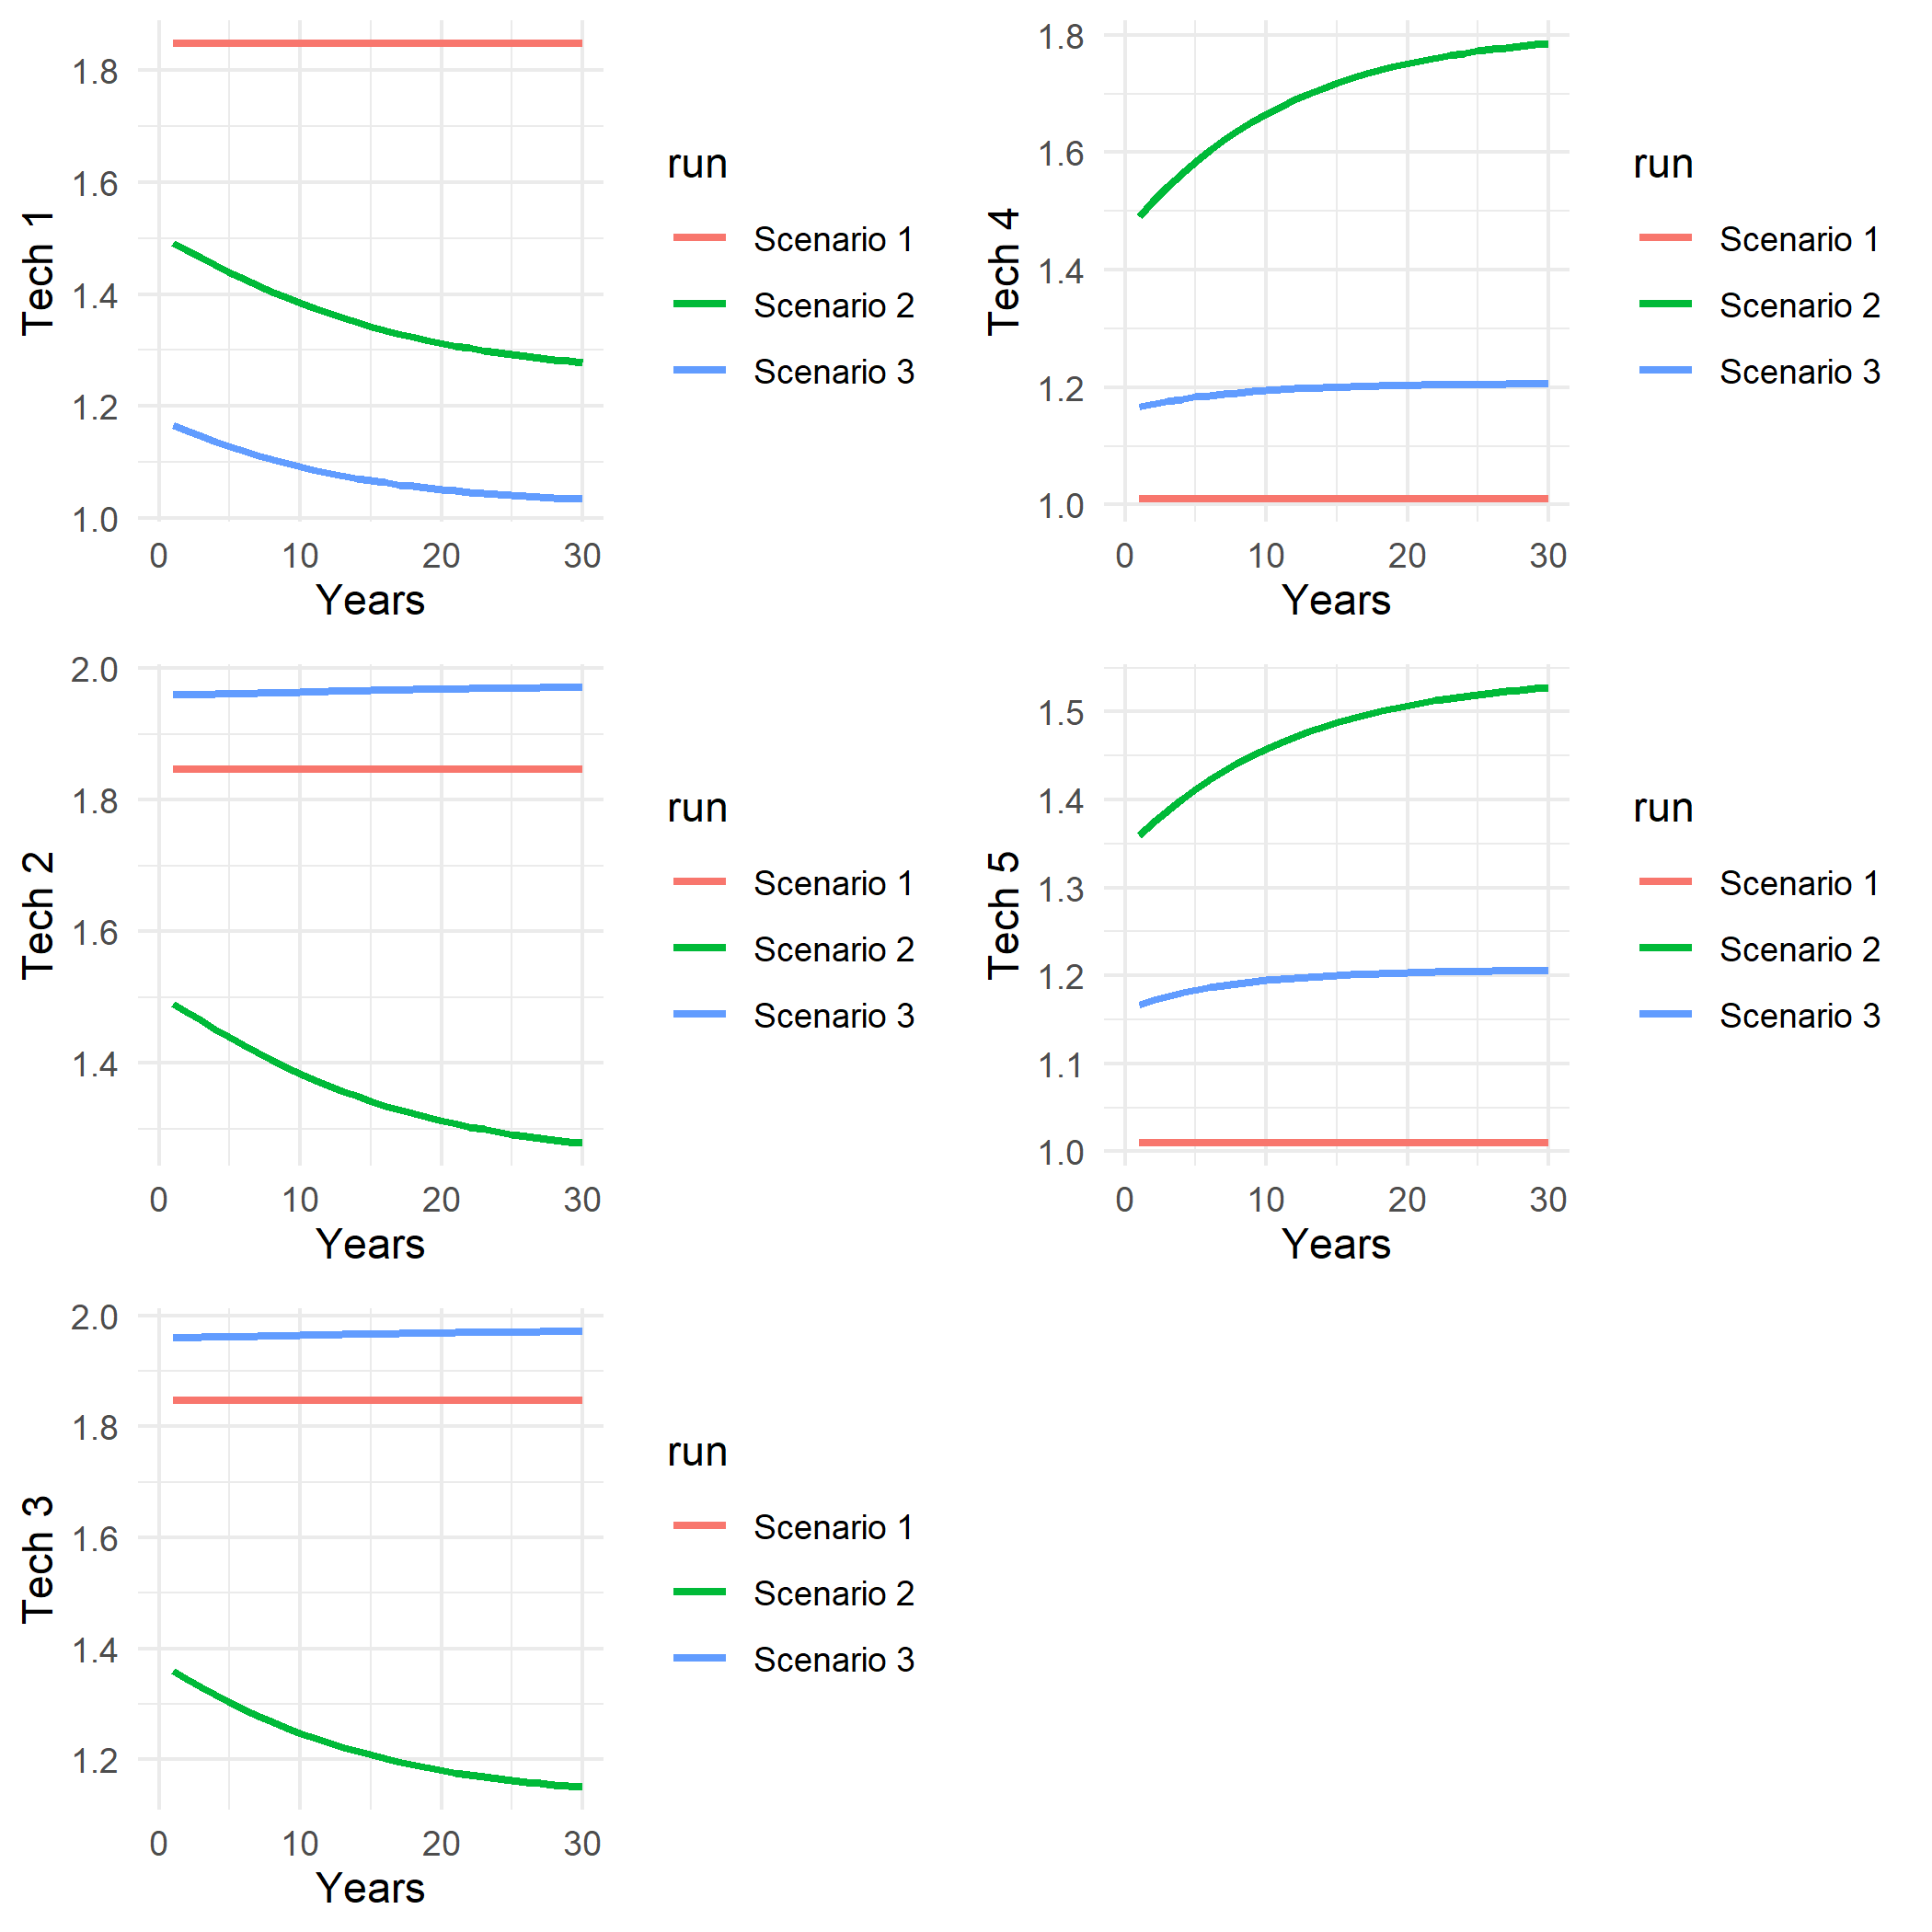 Tech 1
1.8
1.6
1.4
1.2
1.0
0 10 20 30
Years
run
Scenario 1
Scenario 2
Scenario 3
Tech 4
1.8
1.6
1.4
1.2
1.0
0 10 20 30
Years
run
Scenario 1
Scenario 2
Scenario 3
Tech 2
2.0
1.8
1.6
1.4
0 10 20 30
Years
run
Scenario 1
Scenario 2
Scenario 3
Tech 5
1.5
1.4
1.3
1.2
1.1
1.0
0 10 20 30
Years
run
Scenario 1
Scenario 2
Scenario 3
Tech 3
2.0
1.8
1.6
1.4
1.2
0 10 20 30
Years
run
Scenario 1
Scenario 2
Scenario 3